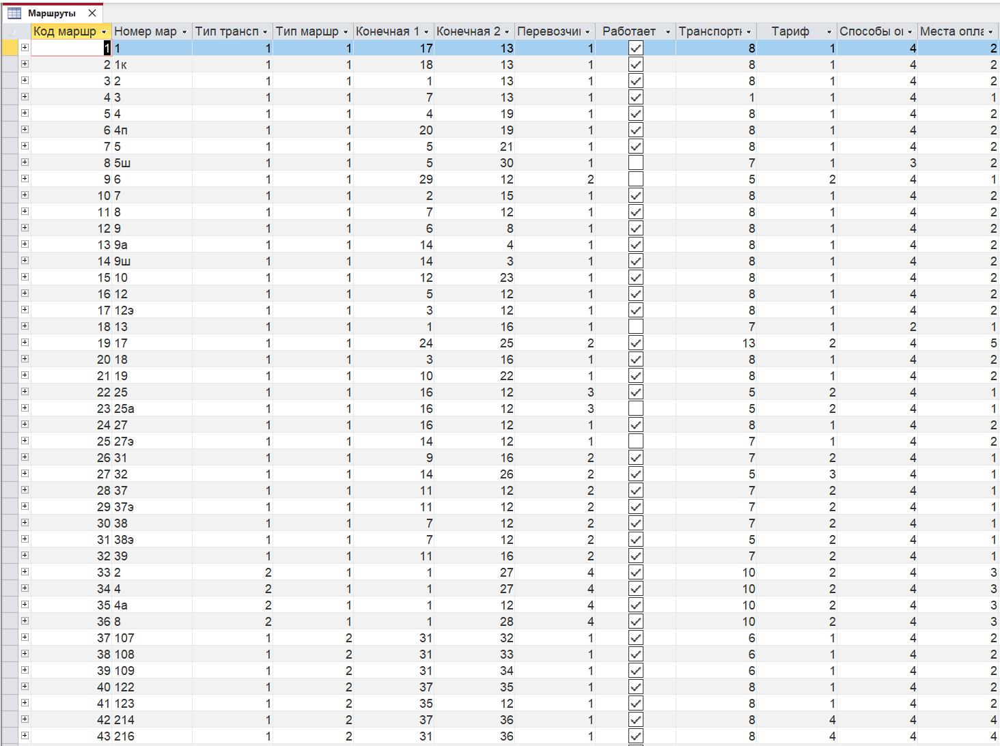 Маршруты
Код маршр Номер мар Тип трансп Тип маршр Конечная 1 Конечная 2 Перевозчи Работает Транспорт Тариф Способы о Места опла
1 1 1 1 17 13 1 8 1 4 2
2 1к 1 1 18 13 1 8 1 4 2
3 2 1 1 1 13 1 8 1 4 2
4 3 1 1 7 13 1 1 1 4 1
5 4 1 1 4 19 1 8 1 4 2
6 4п 1 1 20 19 1 8 1 4 2
7 5 1 1 5 21 1 8 1 4 2
8 5ш 1 1 5 30 1 7 1 3 2
9 6 1 1 29 12 2 5 2 4 1
10 7 1 1 2 15 1 8 1 4 2
11 8 1 1 7 12 1 8 1 4 2
12 9 1 1 6 8 1 8 1 4 2
13 9а 1 1 14 4 1 8 1 4 2
14 9ш 1 1 14 3 1 8 1 4 2
15 10 1 1 12 23 1 8 1 4 2
16 12 1 1 5 12 1 8 1 4 2
17 12э 1 1 3 12 1 8 1 4 2
18 13 1 1 1 16 1 7 1 2 1
19 17 1 1 24 25 2 13 2 4 5
20 18 1 1 3 16 1 8 1 4 2
21 19 1 1 10 22 1 8 1 4 2
22 25 1 1 16 12 3 5 2 4 1
23 25а 1 1 16 12 3 5 2 4 1
24 27 1 1 16 12 1 8 1 4 2
25 27э 1 1 14 12 1 7 1 4 2
26 31 1 1 9 16 2 7 2 4 1
27 32 1 1 14 26 2 5 3 4 1
28 37 1 1 11 12 2 7 2 4 1
29 37э 1 1 11 12 2 7 2 4 1
30 38 1 1 7 12 2 7 2 4 1
31 38э 1 1 7 12 2 5 2 4 1
32 39 1 1 11 16 2 7 2 4 1
33 2 2 1 1 27 4 10 2 4 3
34 4 2 1 1 27 4 10 2 4 3
35 4а 2 1 1 12 4 10 2 4 3
36 8 2 1 1 28 4 10 2 4 3
37 107 1 2 31 32 1 6 1 4 2
38 108 1 2 31 33 1 6 1 4 2
39 109 1 2 31 34 1 6 1 4 2
40 122 1 2 37 35 1 8 1 4 2
41 123 1 2 35 12 1 8 1 4 2
42 214 1 2 37 36 1 8 4 4 4
43 216 1 2 31 36 1 8 4 4 4